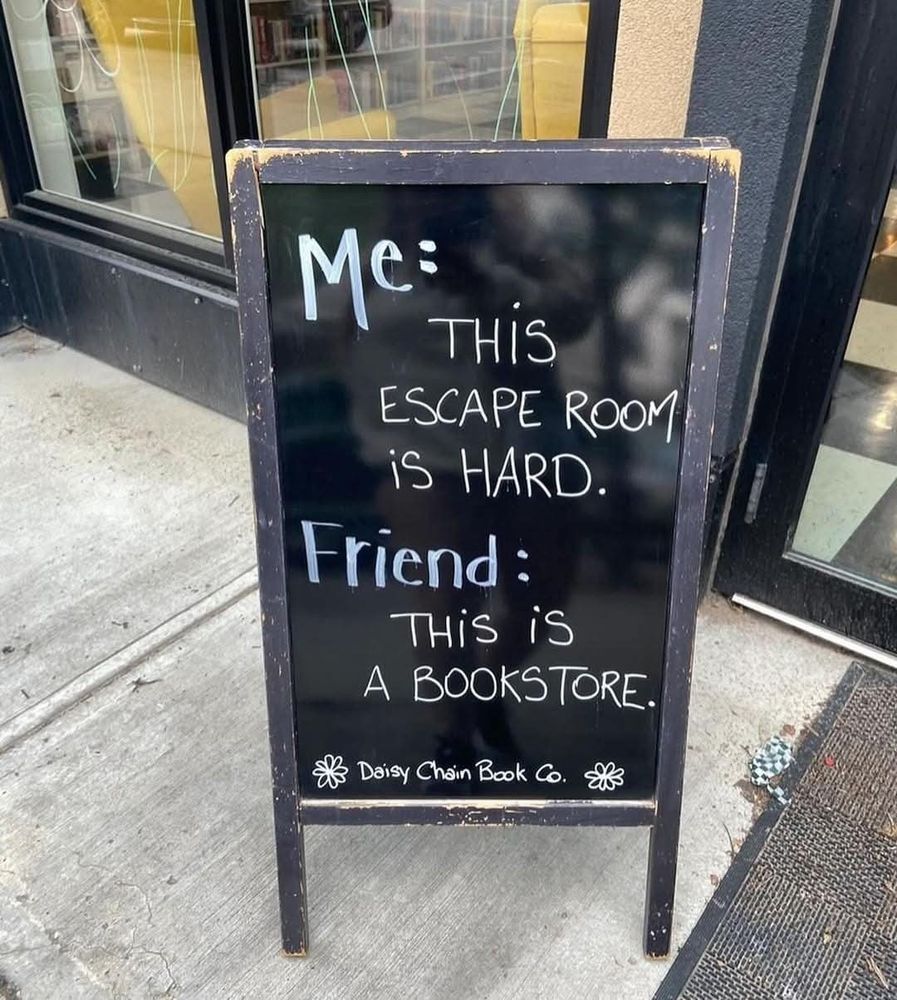 Me:
THIS
ESCAPE ROOM
IS HARD.
Friend:
THIS IS
A BOOKSTORE.
Daisy Chain Book Co.